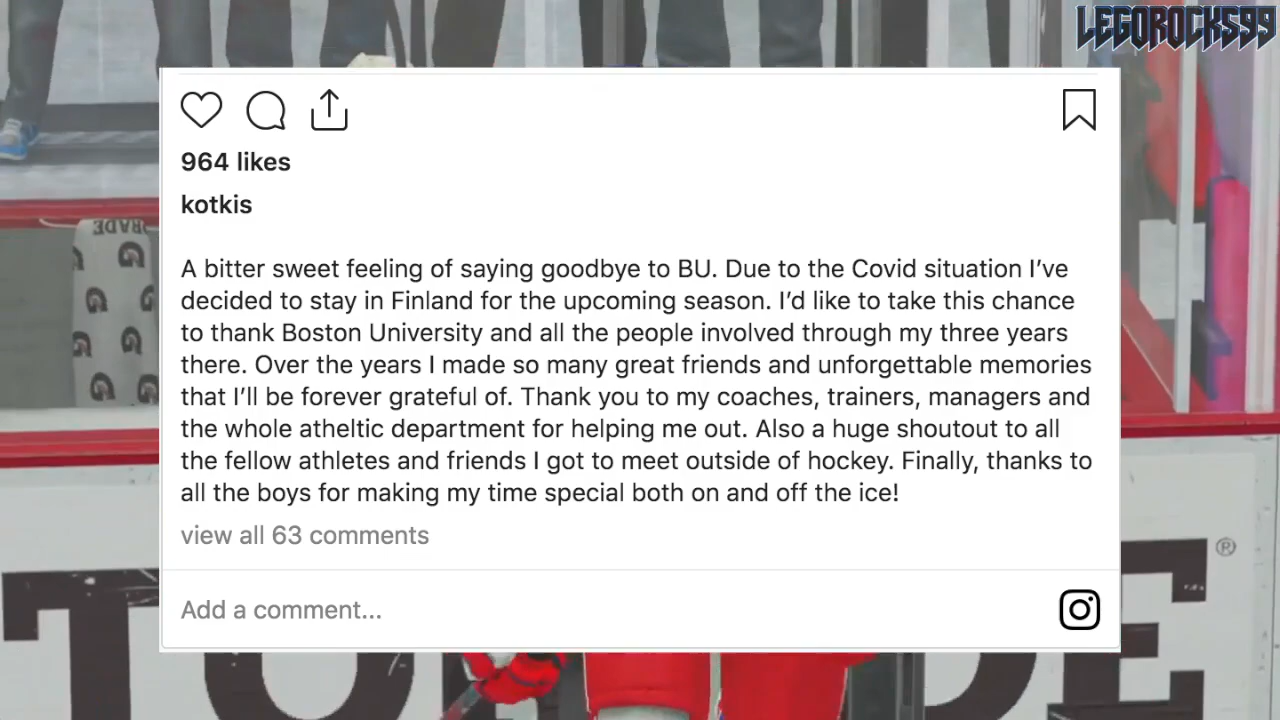 LEGOROCKS99
964 likes
kotkis
A bitter sweet feeling of saying goodbye to BU. Due to the Covid situation I’ve
decided to stay in Finland for the upcoming season. I’d like to take this chance
to thank Boston University and all the people involved through my three years
there. Over the years I made so many great friends and unforgettable memories
that I’ll be forever grateful of. Thank you to my coaches, trainers, managers and
the whole atheltic department for helping me out. Also a huge shoutout to all
the fellow athletes and friends I got to meet outside of hockey. Finally, thanks to
all the boys for making my time special both on and off the ice!
view all 63 comments
Add a comment...